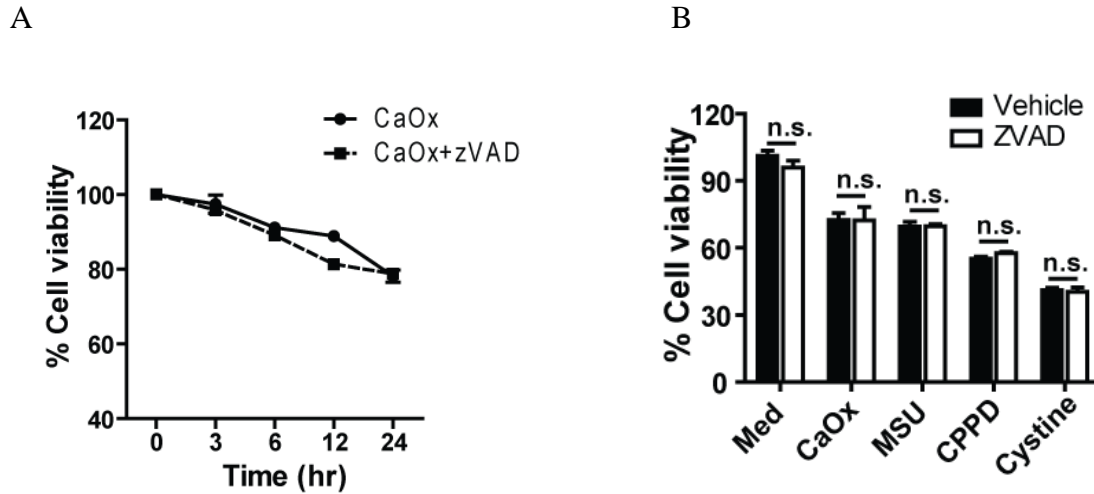 A
B
CaOx
CaOx+zVAD
120
100
80
60
40
% Cell viability
0 3 6 12 24
Time (hr)
Vehicle
ZVAD
120
90
60
30
0
% Cell viability
n.s.
n.s.
n.s.
n.s.
n.s.
Med
CaOx
MSU
CPPD
Cystine